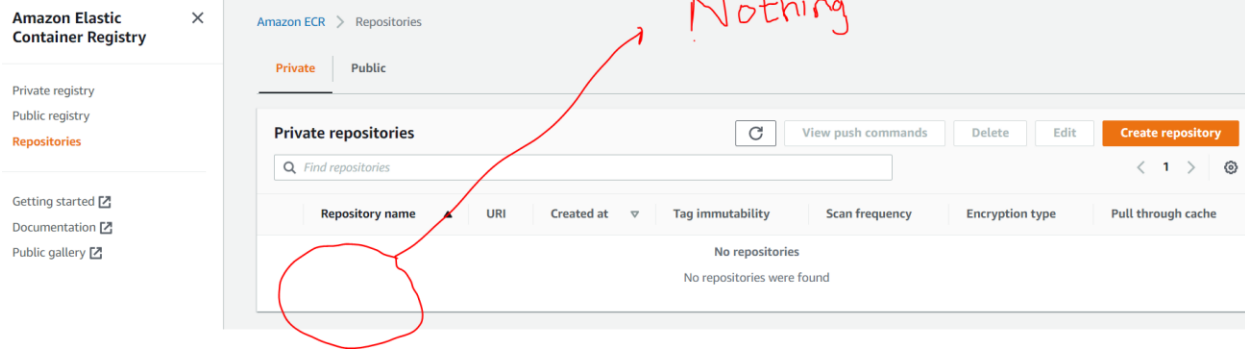 Amazon Elastic
Container Registry
Private registry
Public registry
Repositories
Getting started
Documentation
Public gallery
Amazon ECR > Repositories
Nothing
Private
Public
Private repositories
View push commands
Delete
Edit
Create repository
Find repositories
< 1 >
Repository name URI Created at Tag immutability Scan frequency Encryption type Pull through cache
No repositories
No repositories were found